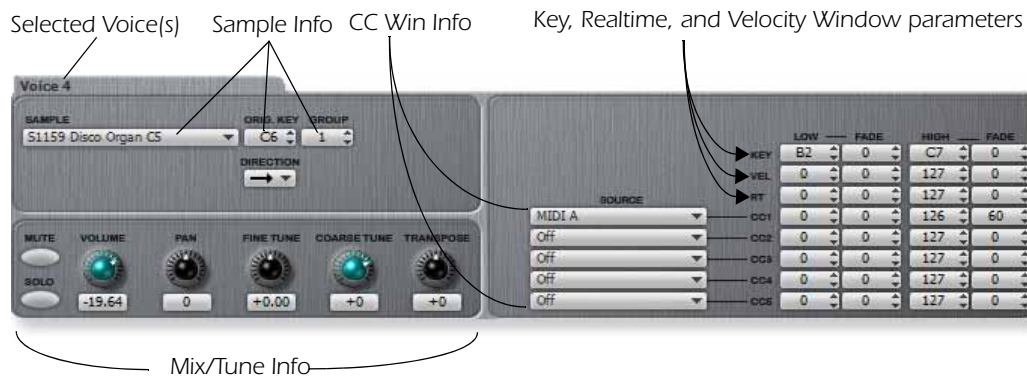 Selected Voice(s) Sample Info CC Win Info Key, Realtime, and Velocity Window parameters
Voice 4
SAMPLE ORIG. KEY GROUP
S1159 Disco Organ C5 C6 1
DIRECTION
LOW FADE HIGH FADE
KEY B2 0 C7 0
VEL 0 0 127 0
SOURCE RT 0 0 127 0
MIDI A CC1 0 0 126 60
Off CC2 0 0 127 0
Off CC3 0 0 127 0
Off CC4 0 0 127 0
Off CC5 0 0 127 0
MUTE VOLUME PAN FINE TUNE COARSE TUNE TRANSPOSE
SOLO
-19.64 0 +0.00 +0 +0
Mix/Tune Info